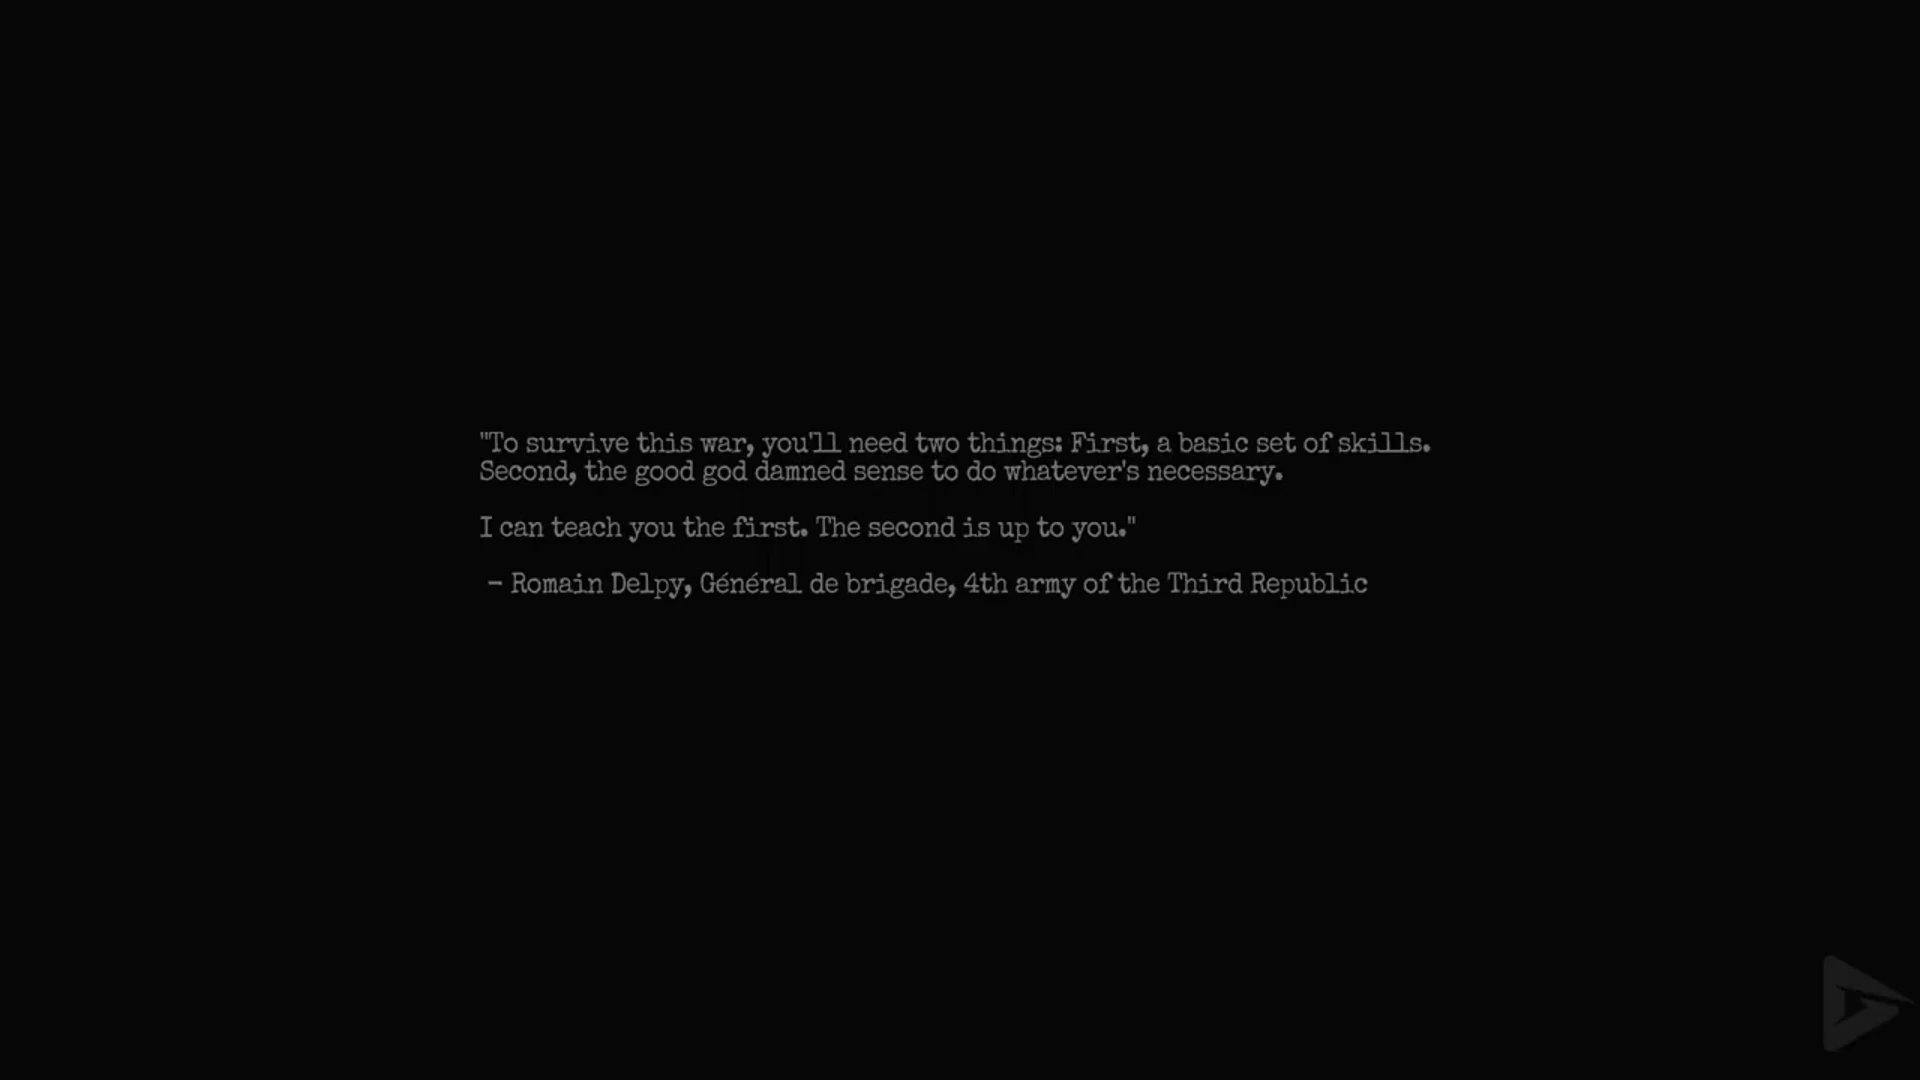 "To survive this war, you'll need two things: First, a basic set of skills.
Second, the good god damned sense to do whatever's necessary.
I can teach you the first. The second is up to you."
- Romain Delpy, Général de brigade, 4th army of the Third Republic